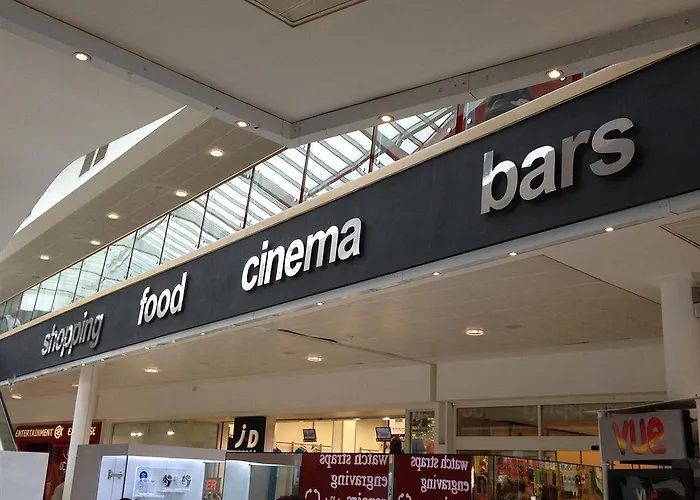 shopping food cinema bars
ENTERTAINMENT
JD
watch straps
engraving
watch straps
engraving
vue